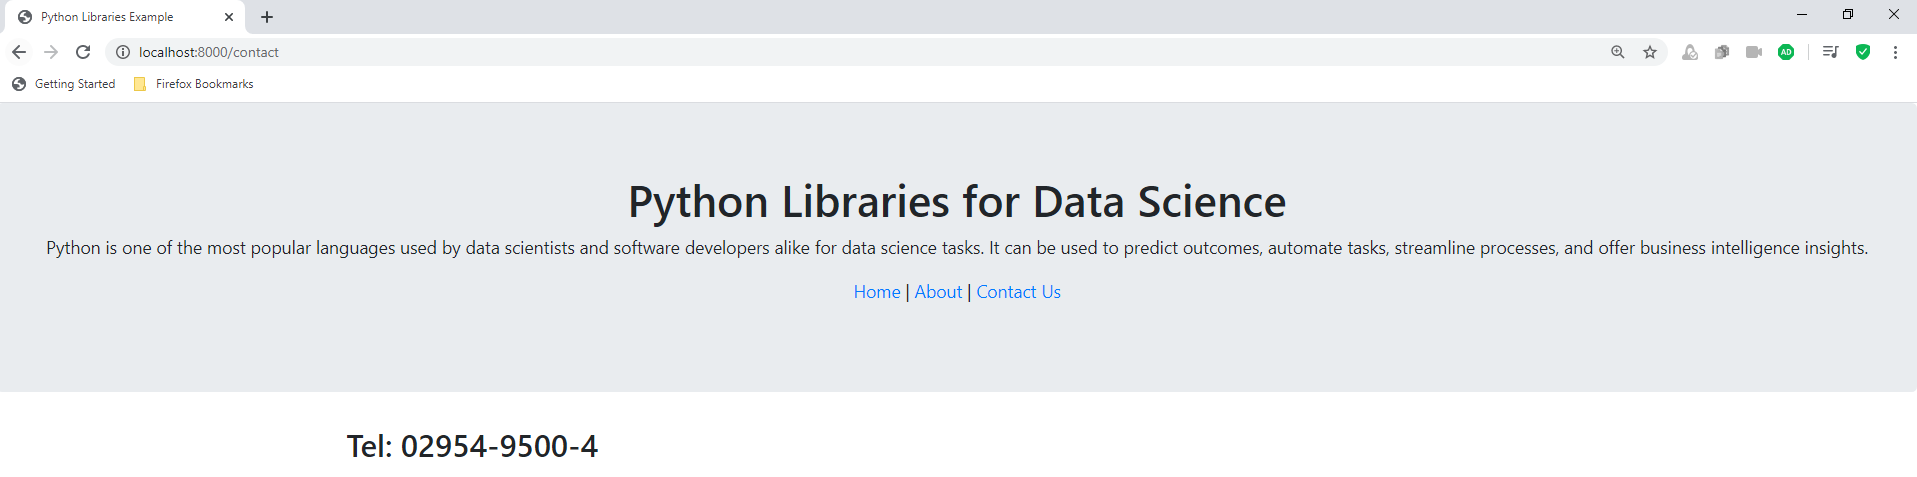 Python Libraries Example
localhost:8000/contact
AD
Getting Started Firefox Bookmarks
Python Libraries for Data Science
Python is one of the most popular languages used by data scientists and software developers alike for data science tasks. It can be used to predict outcomes, automate tasks, streamline processes, and offer business intelligence insights.
Home | About | Contact Us
Tel: 02954-9500-4